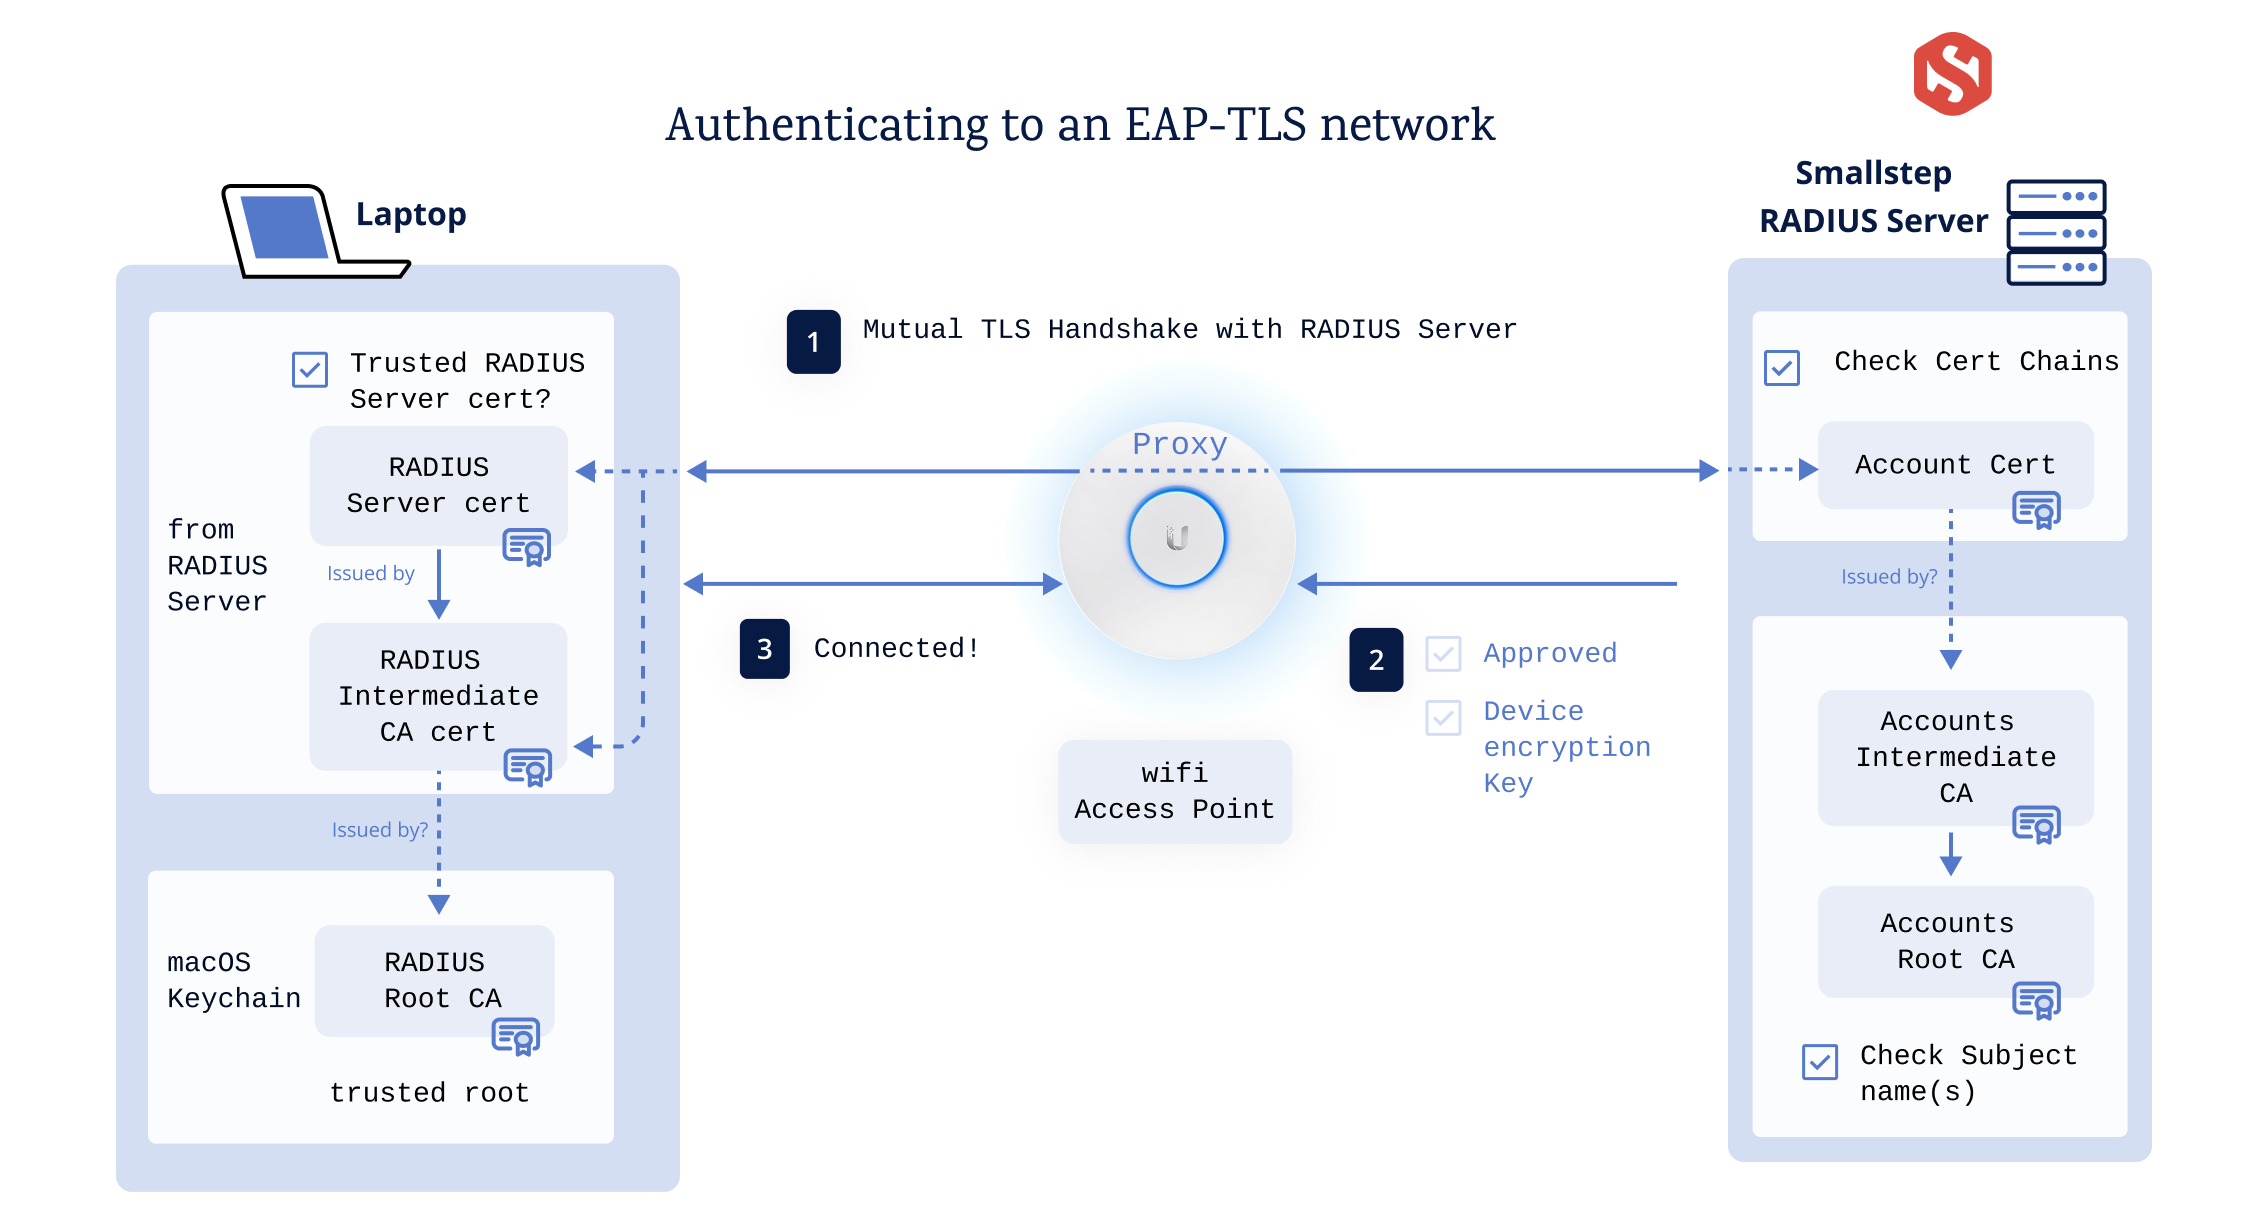 Authenticating to an EAP-TLS network
Laptop
Trusted RADIUS
Server cert?
RADIUS
Server cert
from
RADIUS
Server
Issued by
RADIUS
Intermediate
CA cert
Issued by?
macOS
Keychain
RADIUS
Root CA
trusted root
1
Mutual TLS Handshake with RADIUS Server
Proxy
U
3
Connected!
wifi
Access Point
2
Approved
Device
encryption
Key
S
Smallstep
RADIUS Server
Check Cert Chains
Account Cert
Issued by?
Accounts
Intermediate
CA
Accounts
Root CA
Check Subject
name(s)